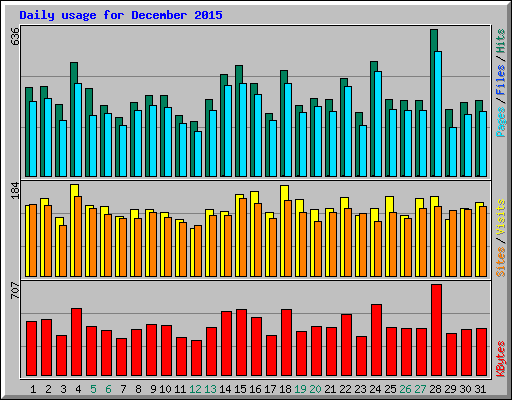 Daily usage for December 2015
636
Pages / Files / Hits
184
Sites / Visits
707
KBytes
1 2 3 4 5 6 7 8 9 10 11 12 13 14 15 16 17 18 19 20 21 22 23 24 25 26 27 28 29 30 31